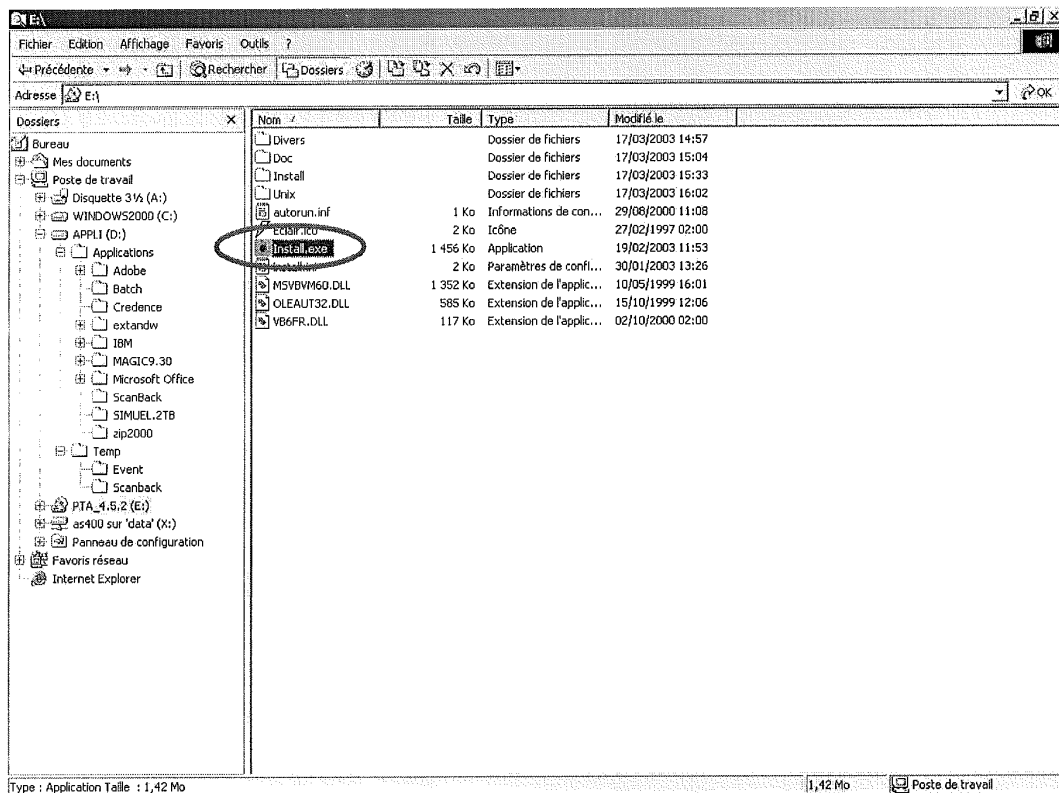 E:\
Fichier Edition Affichage Favoris Outils ?
Précédente Rechercher Dossiers
Adresse E:\ OK
Dossiers
Bureau
Mes documents
Poste de travail
Disquette 3½ (A:)
WINDOWS2000 (C:)
APPLI (D:)
Applications
Adobe
Batch
Credence
extandw
IBM
MAGIC9.30
Microsoft Office
ScanBack
SIMUEL.2TB
zip2000
Temp
Event
Scanback
PTA_4.5.2 (E:)
as400 sur 'data' (X:)
Panneau de configuration
Favoris réseau
Internet Explorer
Nom Taille Type Modifié le
Divers Dossier de fichiers 17/03/2003 14:57
Doc Dossier de fichiers 17/03/2003 15:04
Install Dossier de fichiers 17/03/2003 15:33
Unix Dossier de fichiers 17/03/2003 16:02
autorun.inf 1 Ko Informations de con... 29/08/2000 11:08
Eclair.ico 2 Ko Icône 27/02/1997 02:00
Install.exe 1 456 Ko Application 19/02/2003 11:53
2 Ko Paramètres de confi... 30/01/2003 13:26
MSVBVM60.DLL 1 352 Ko Extension de l'applic... 10/05/1999 16:01
OLEAUT32.DLL 585 Ko Extension de l'applic... 15/10/1999 12:06
VB6FR.DLL 117 Ko Extension de l'applic... 02/10/2000 02:00
Type : Application Taille : 1,42 Mo 1,42 Mo Poste de travail